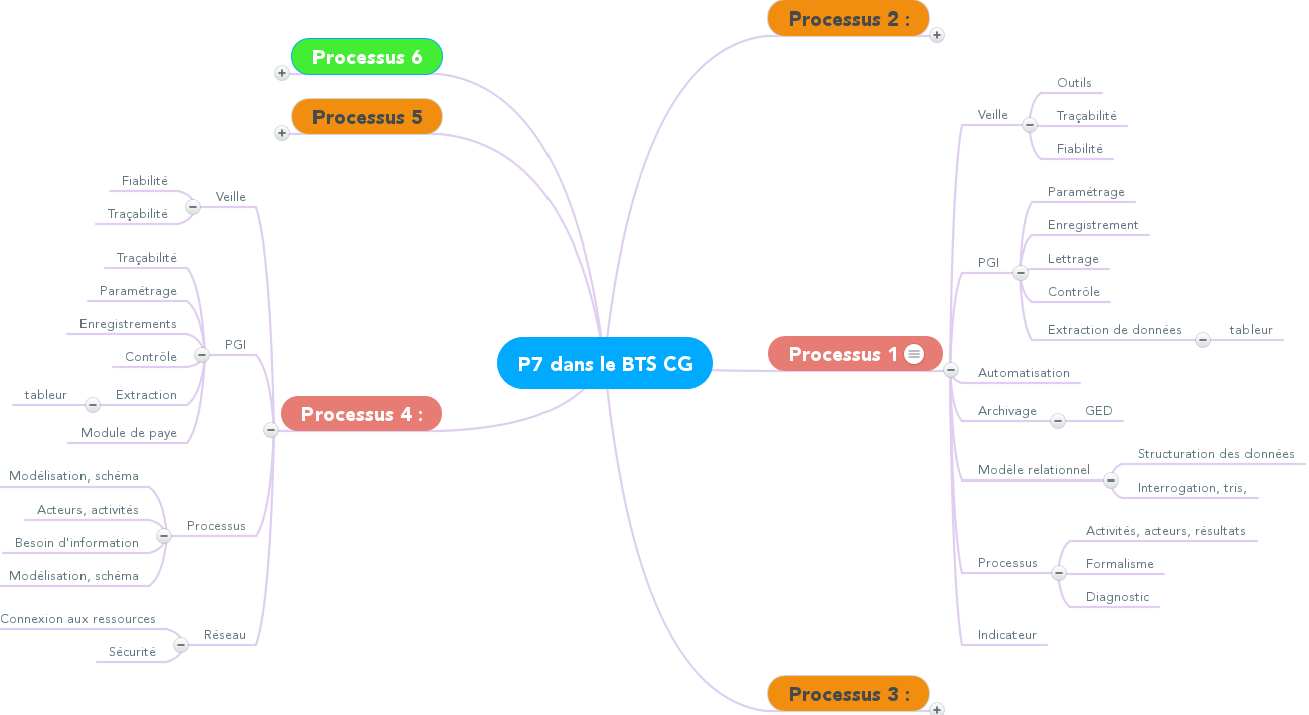 P7 dans le BTS CG
Processus 2 :
Processus 1
Veille
Outils
Traçabilité
Fiabilité
PGI
Paramétrage
Enregistrement
Lettrage
Contrôle
Extraction de données
tableur
Automatisation
Archivage
GED
Modèle relationnel
Structuration des données
Interrogation, tris,
Processus
Activités, acteurs, résultats
Formalisme
Diagnostic
Indicateur
Processus 3 :
Processus 6
Processus 5
Processus 4 :
Veille
Fiabilité
Traçabilité
PGI
Traçabilité
Paramétrage
Enregistrements
Contrôle
Extraction
tableur
Module de paye
Processus
Modélisation, schéma
Acteurs, activités
Besoin d'information
Modélisation, schéma
Réseau
Connexion aux ressources
Sécurité